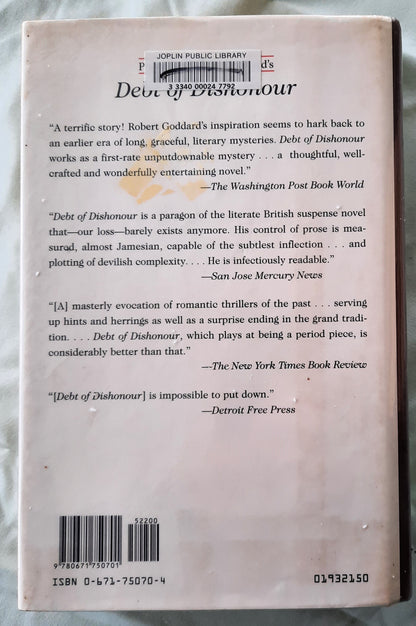 JOPLIN PUBLIC LIBRARY
3 3340 00024 7792
Debt of Dishonour
“A terrific story! Robert Goddard's inspiration seems to hark back to
an earlier era of long, graceful, literary mysteries. Debt of Dishonour
works as a first-rate unputdownable mystery . . . a thoughtful, well-
crafted and wonderfully entertaining novel.”
—The Washington Post Book World
“Debt of Dishonour is a paragon of the literate British suspense novel
that—our loss—barely exists anymore. His control of prose is mea-
sured, almost Jamesian, capable of the subtlest inflection . . . and
plotting of devilish complexity. . . . He is infectiously readable.”
—San Jose Mercury News
“[A] masterly evocation of romantic thrillers of the past . . . serving
up hints and herrings as well as a surprise ending in the grand tradi-
tion. . . . Debt of Dishonour, which plays at being a period piece, is
considerably better than that.”
—The New York Times Book Review
“[Debt of Dishonour] is impossible to put down.”
—Detroit Free Press
52200
9 780671 750701
ISBN 0-671-75070-4
01932150